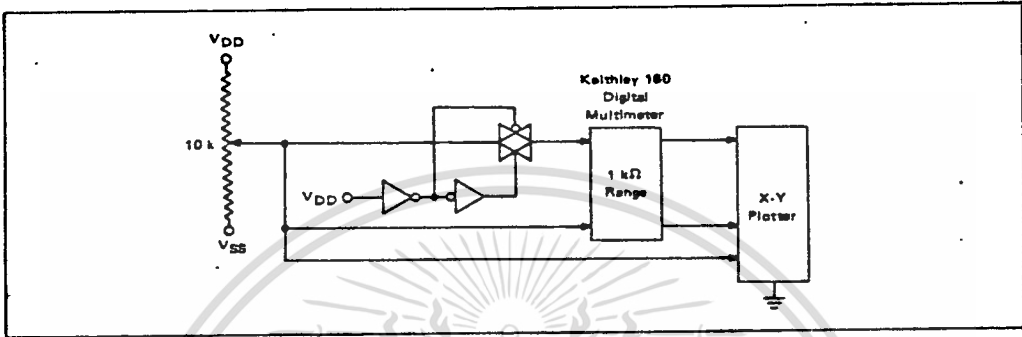 VDD
Keithley 160
Digital
Multimeter
10 k
1 kΩ
Range
VDD
X-Y
Plotter
VSS